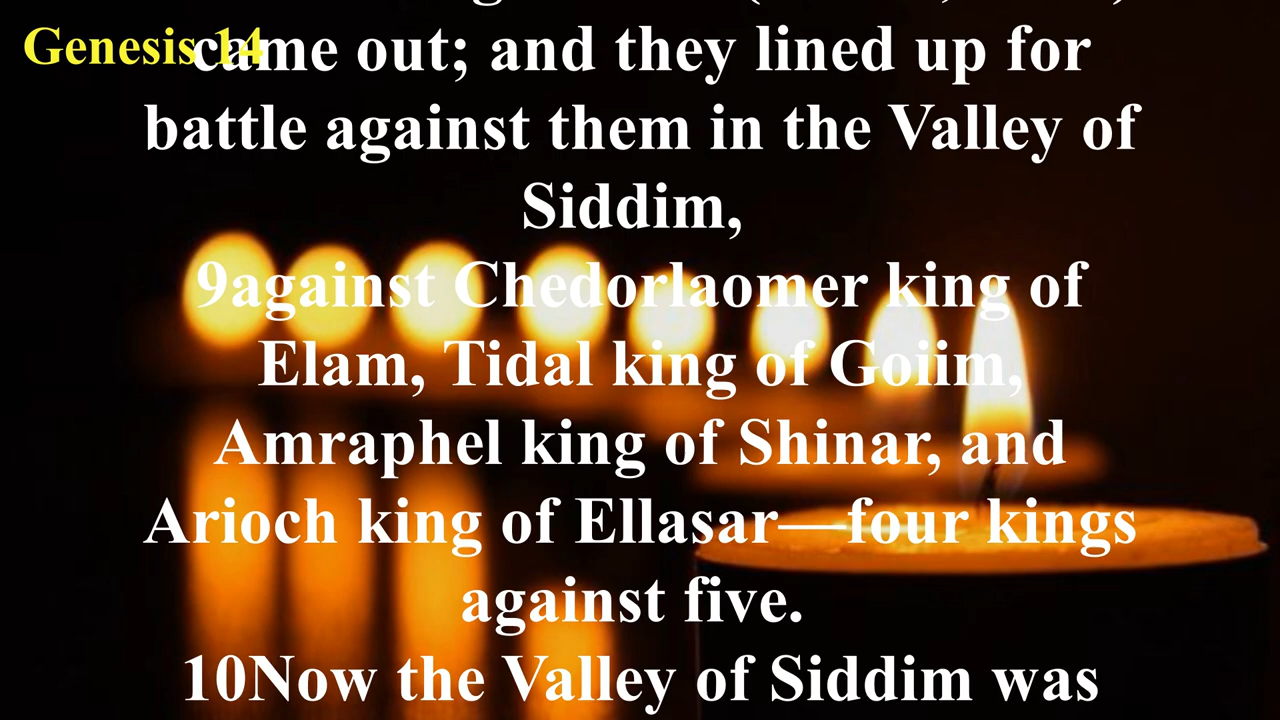 Genesis 14
came out; and they lined up for
battle against them in the Valley of
Siddim,
9against Chedorlaomer king of
Elam, Tidal king of Goiim,
Amraphel king of Shinar, and
Arioch king of Ellasar—four kings
against five.
10Now the Valley of Siddim was